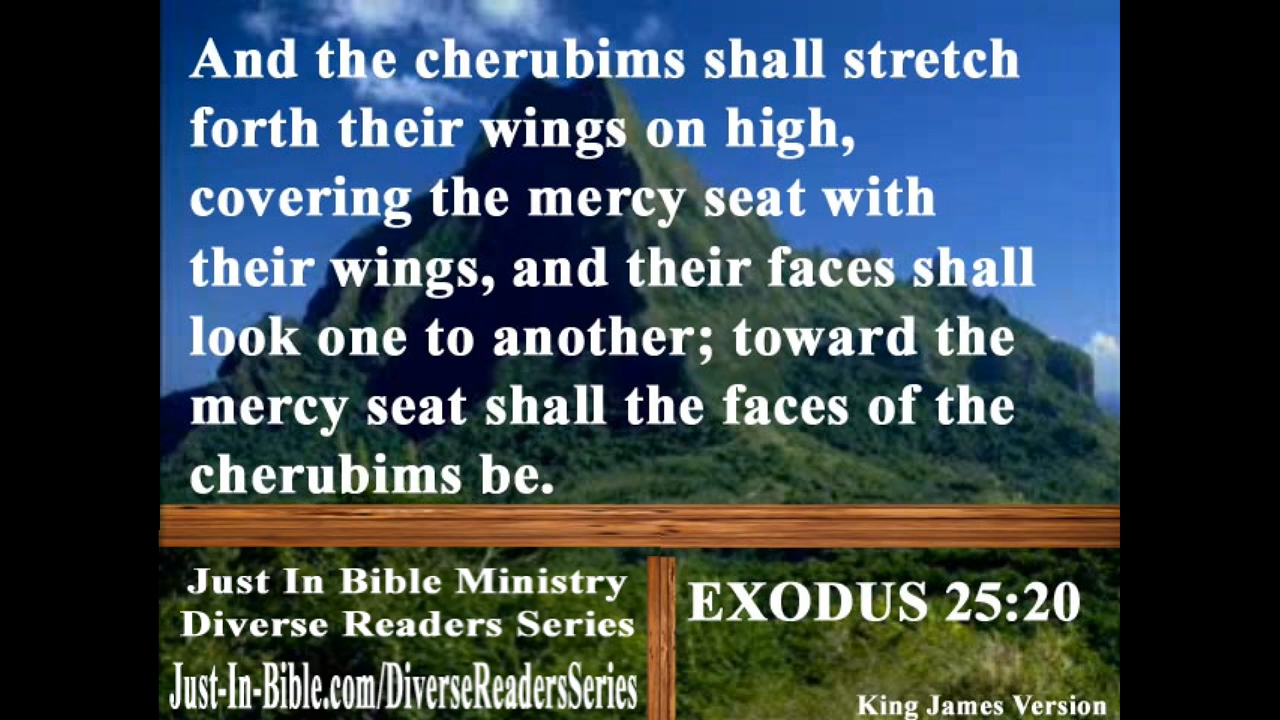 And the cherubims shall stretch
forth their wings on high,
covering the mercy seat with
their wings, and their faces shall
look one to another; toward the
mercy seat shall the faces of the
cherubims be.
Just In Bible Ministry
Diverse Readers Series
Just-In-Bible.com/DiverseReadersSeries
EXODUS 25:20
King James Version